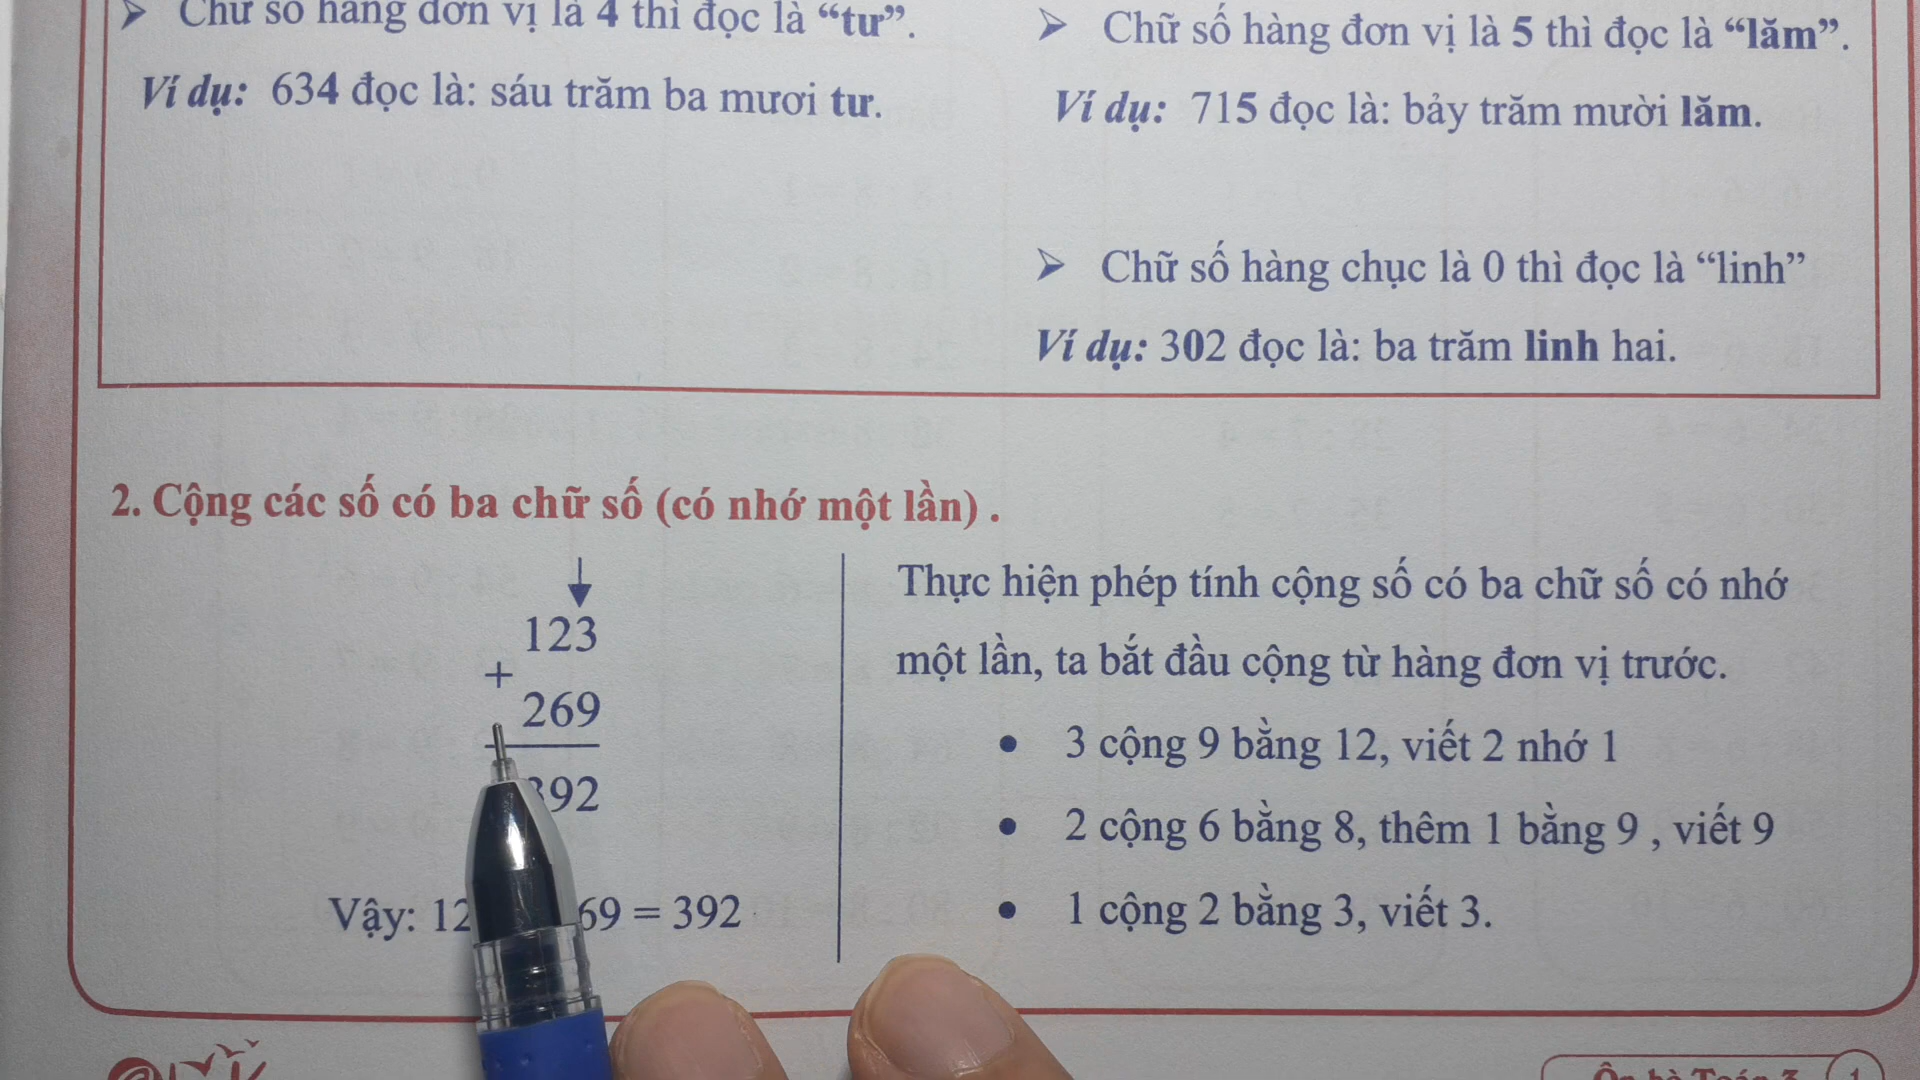 ➤ Chữ số hàng đơn vị là 4 thì đọc là “tư”.
Ví dụ: 634 đọc là: sáu trăm ba mươi tư.
➤ Chữ số hàng đơn vị là 5 thì đọc là “lăm”.
Ví dụ: 715 đọc là: bảy trăm mười lăm.
➤ Chữ số hàng chục là 0 thì đọc là “linh”
Ví dụ: 302 đọc là: ba trăm linh hai.
2. Cộng các số có ba chữ số (có nhớ một lần) .
123
+
269
392
Vậy: 12 69 = 392
Thực hiện phép tính cộng số có ba chữ số có nhớ
một lần, ta bắt đầu cộng từ hàng đơn vị trước.
• 3 cộng 9 bằng 12, viết 2 nhớ 1
• 2 cộng 6 bằng 8, thêm 1 bằng 9 , viết 9
• 1 cộng 2 bằng 3, viết 3.
Ôn hè Toán 3 1